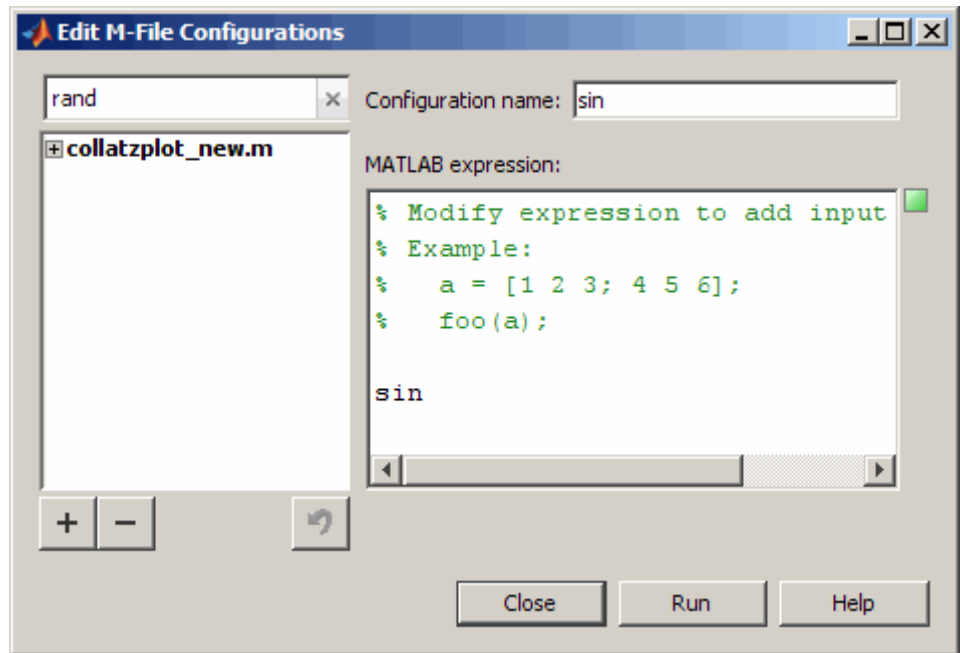 Edit M-File Configurations
rand
collatzplot_new.m
Configuration name: sin
MATLAB expression:
% Modify expression to add input
% Example:
%   a = [1 2 3; 4 5 6];
%   foo(a);
sin
Close Run Help